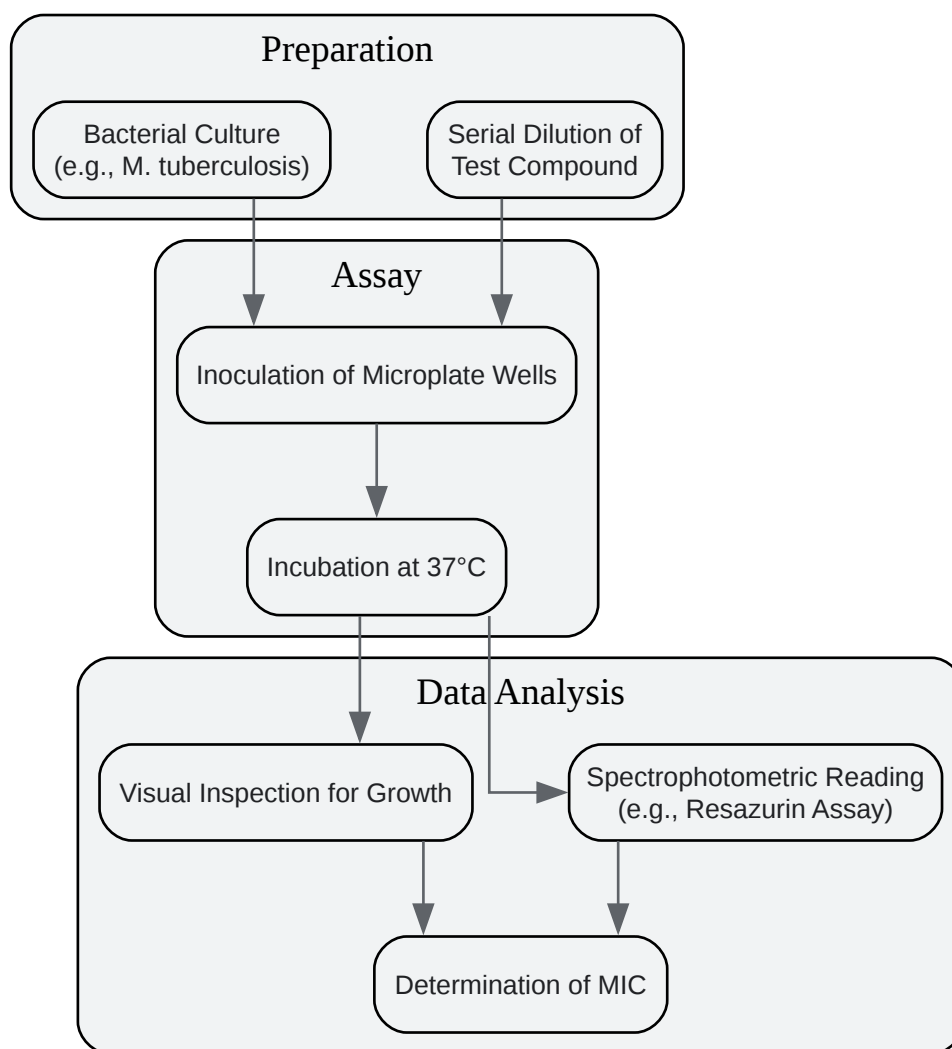 Preparation
Bacterial Culture
(e.g., M. tuberculosis)
Serial Dilution of
Test Compound
Assay
Inoculation of Microplate Wells
Incubation at 37°C
Data Analysis
Visual Inspection for Growth
Spectrophotometric Reading
(e.g., Resazurin Assay)
Determination of MIC